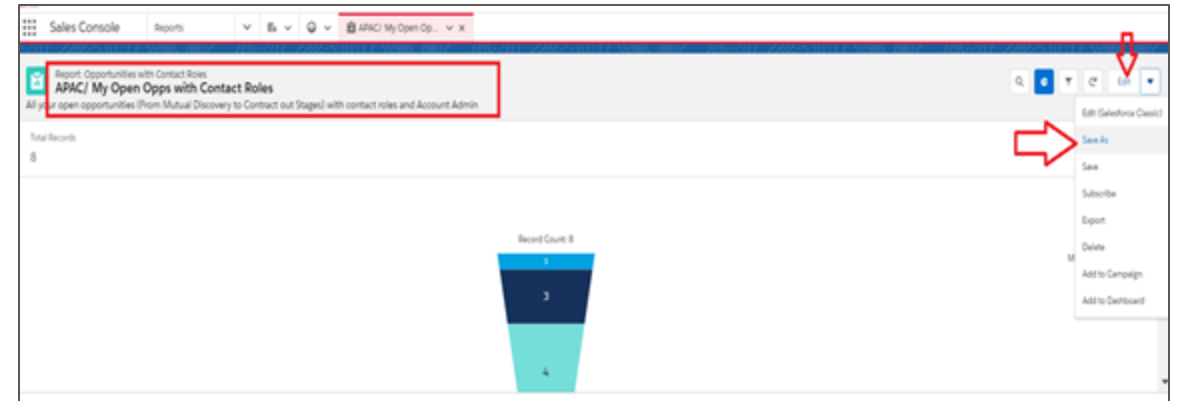 Sales Console
Reports
APAC/ My Open Op...
Report: Opportunities with Contact Roles
APAC/ My Open Opps with Contact Roles
All your open opportunities (From Mutual Discovery to Contract out Stages) with contact roles and Account Admin
Edit
Edit (Salesforce Classic)
Save As
Save
Subscribe
Export
Delete
Add to Campaign
Add to Dashboard
Total Records
8
Record Count: 8
1
3
4
M